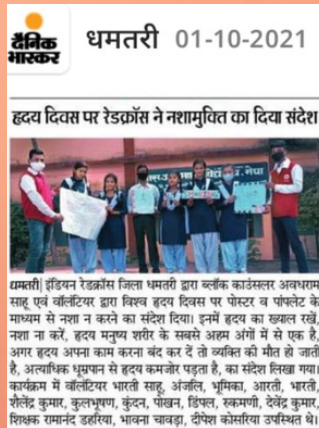 दैनिक
भास्कर
धमतरी 01-10-2021
हृदय दिवस पर रेडक्रॉस ने नशामुक्ति का दिया संदेश
धमतरी| इंडियन रेडक्रॉस जिला धमतरी द्वारा ब्लॉक काउंसलर अवधराम
साहू एवं वॉलंटियर द्वारा विश्व हृदय दिवस पर पोस्टर व पांपलेट के
माध्यम से नशा न करने का संदेश दिया। इनमें हृदय का ख्याल रखें,
नशा ना करें, हृदय मनुष्य शरीर के सबसे अहम अंगों में से एक है,
अगर हृदय अपना काम करना बंद कर दें तो व्यक्ति की मौत हो जाती
है, अत्याधिक धूम्रपान से हृदय कमजोर पड़ता है, का संदेश लिखा गया।
कार्यक्रम में वॉलंटियर भारती साहू, अंजलि, भूमिका, आरती, भारती,
शैलेंद्र कुमार, कुलभूषण, कुंदन, पोखन, डिंपल, रुकमणी, देवेंद्र कुमार,
शिक्षक रामानंद डहरिया, भावना चावड़ा, दीपेश कोसरिया उपस्थित थे।